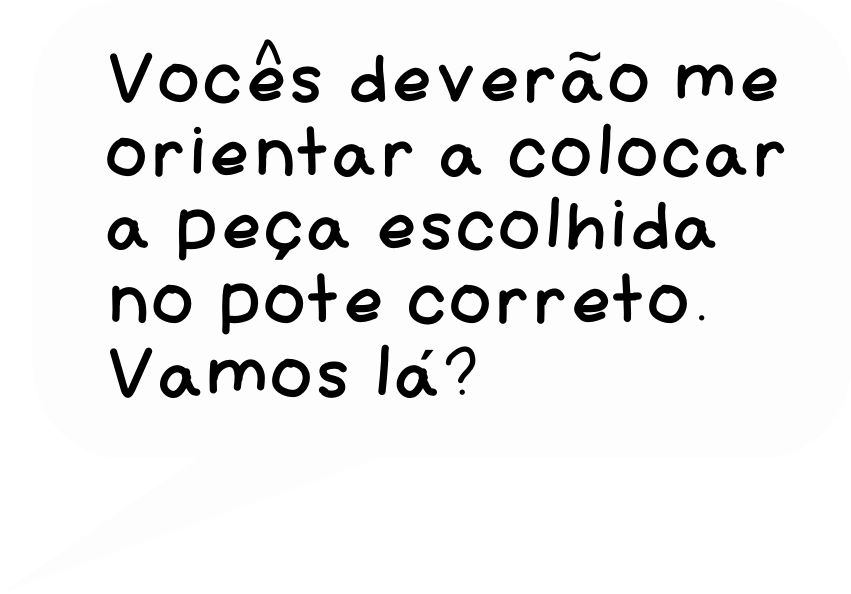 Vocês deverão me
orientar a colocar
a peça escolhida
no pote correto.
Vamos lá?